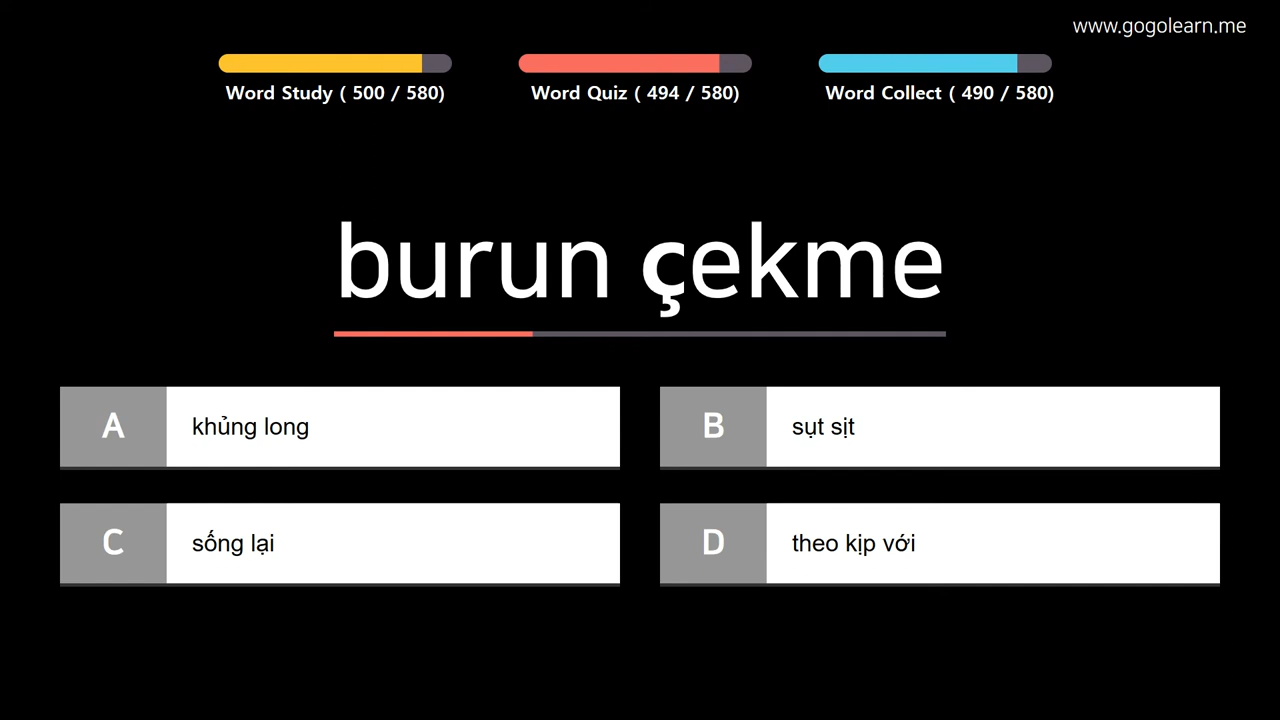 www.gogolearn.me
Word Study ( 500 / 580)
Word Quiz ( 494 / 580)
Word Collect ( 490 / 580)
burun çekme
A khủng long
B sụt sịt
C sống lại
D theo kịp với